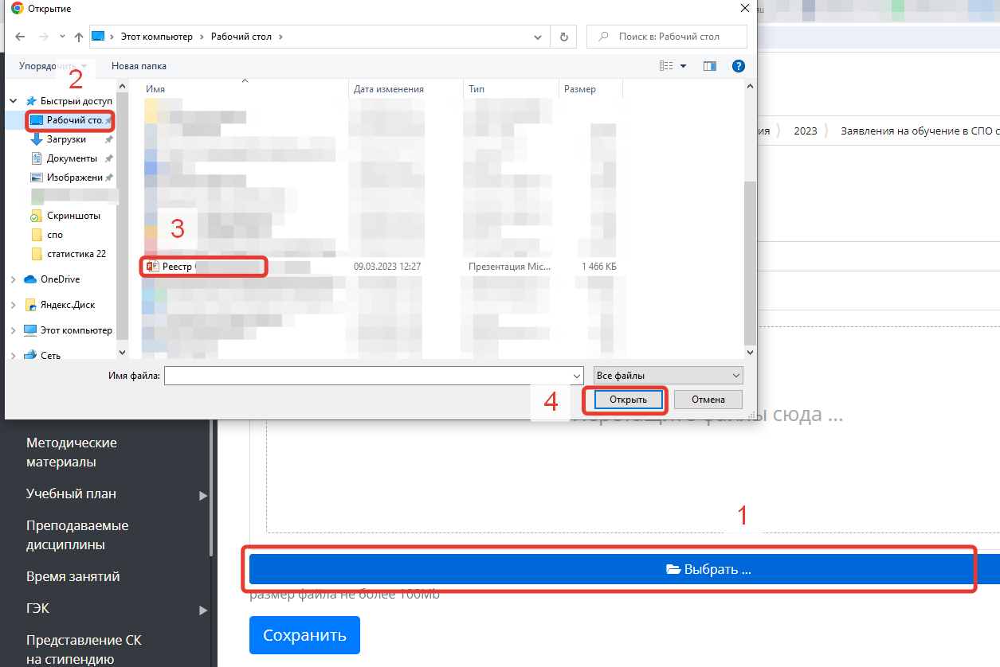 Открытие
Этот компьютер
Рабочий стол
Поиск в: Рабочий стол
Упорядочить
Новая папка
2
Имя
Дата изменения
Тип
Размер
Быстрый доступ
Рабочий сто.
Загрузки
Документы
Изображени
Скриншоты
спо
статистика 22
OneDrive
Яндекс.Диск
Этот компьютер
Сеть
3
Реестр
09.03.2023 12:27
Презентация Mic...
1 466 КБ
Имя файла:
Все файлы
4
Открыть
Отмена
ия
2023
Заявления на обучение в СПО с
Перетащите файлы сюда ...
1
Выбрать ...
размер файла не более 100Mb
Сохранить
Методические
материалы
Учебный план
Преподаваемые
дисциплины
Время занятий
ГЭК
Представление СК
на стипендию